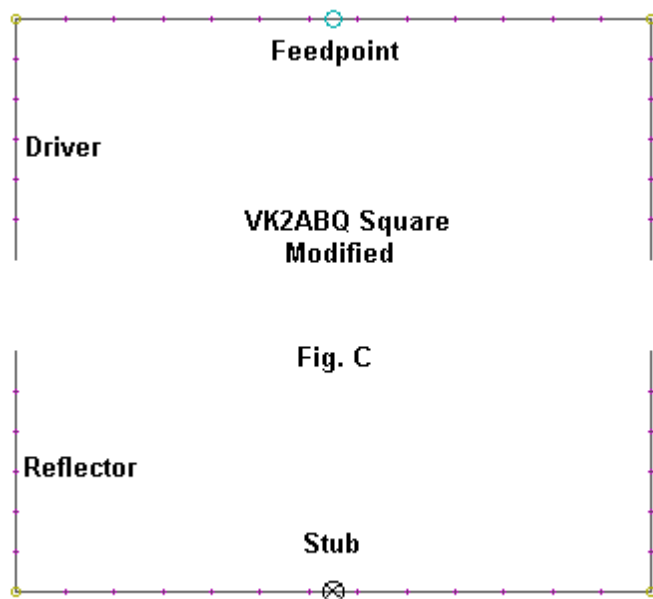 Feedpoint
Driver
VK2ABQ Square
Modified
Fig. C
Reflector
Stub